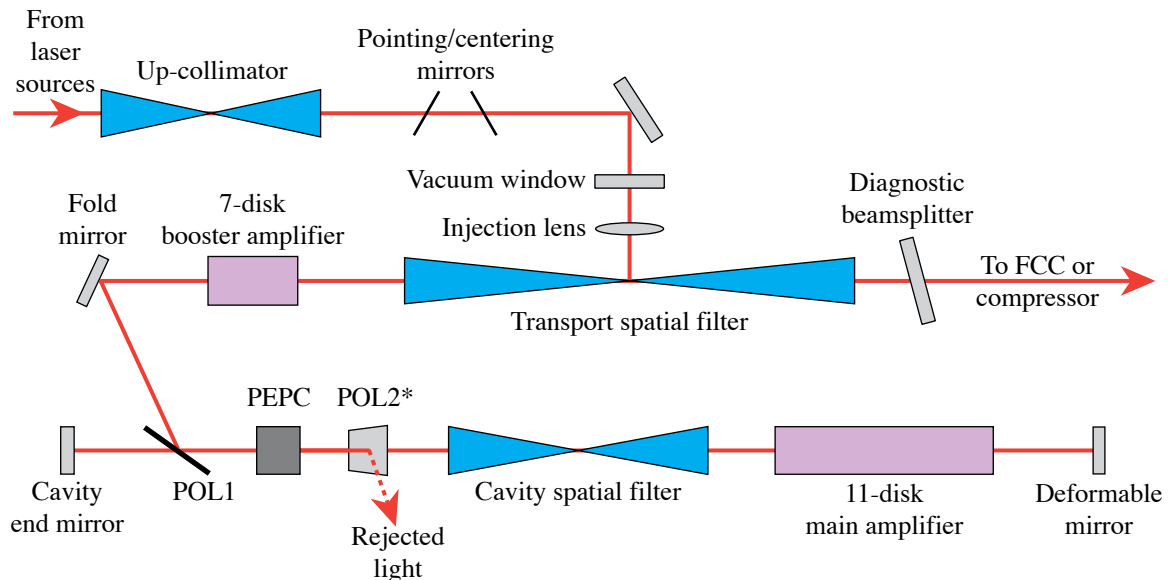 From
laser
sources
Up-collimator
Pointing/centering
mirrors
Vacuum window
Injection lens
Diagnostic
beamsplitter
Fold
mirror
7-disk
booster amplifier
To FCC or
compressor
Transport spatial filter
PEPC
POL2*
Cavity
end mirror
POL1
Rejected
light
Cavity spatial filter
11-disk
main amplifier
Deformable
mirror